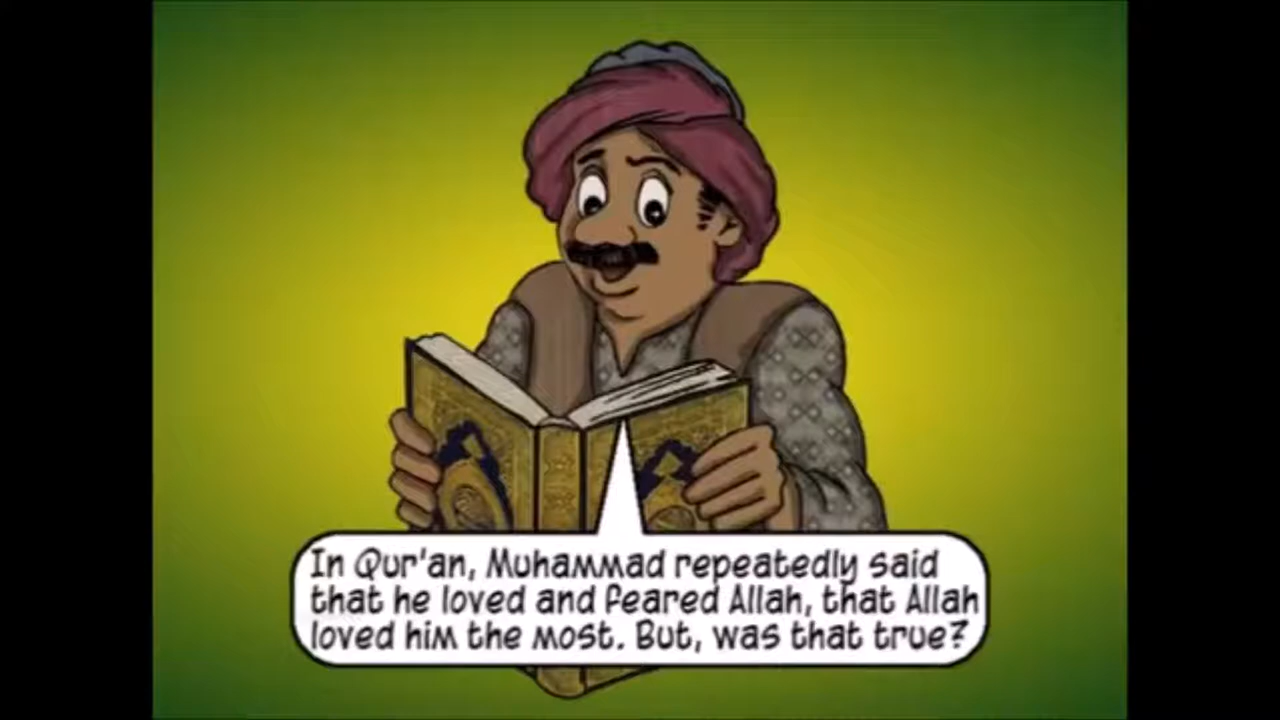 In Qur'an, Muhammad repeatedly said
that he loved and feared Allah, that Allah
loved him the most. But, was that true?